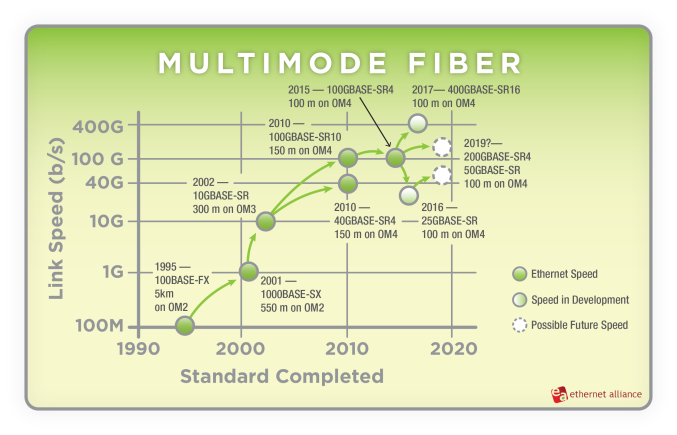 MULTIMODE FIBER
2015 — 100GBASE-SR4
100 m on OM4
2017— 400GBASE-SR16
100 m on OM4
2010—
100GBASE-SR10
150 m on OM4
2019?—
200GBASE-SR4
50GBASE-SR
100 m on OM4
2002 —
10GBASE-SR
300 m on OM3
2010 —
40GBASE-SR4
150 m on OM4
2016 —
25GBASE-SR
100 m on OM4
1995 —
100BASE-FX
5km
on OM2
2001 —
1000BASE-SX
550 m on OM2
Link Speed (b/s)
400G
100 G
40G
10G
1G
100M
1990
2000
2010
2020
Standard Completed
Ethernet Speed
Speed in Development
Possible Future Speed
ea ethernet alliance